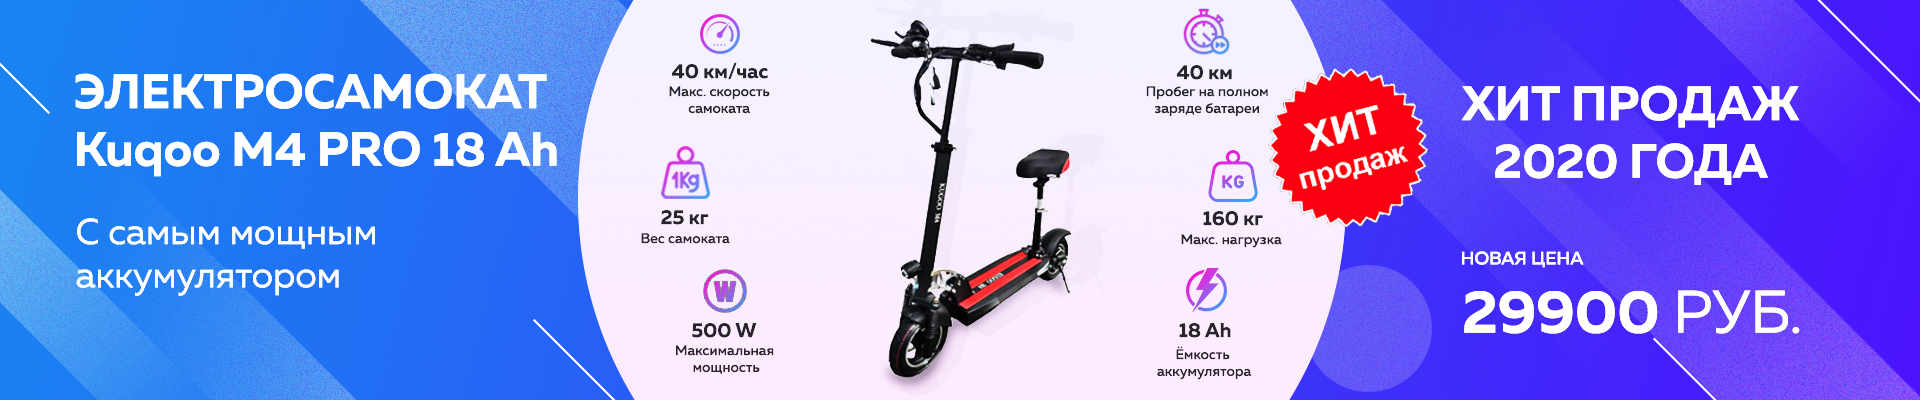 ЭЛЕКТРОСАМОКАТ
Kuqoo M4 PRO 18 Ah
С самым мощным
аккумулятором
40 км/час
Макс. скорость
самоката
1Kg
25 кг
Вес самоката
W
500 W
Максимальная
мощность
KUGOO M4
40 км
Пробег на полном
заряде батареи
KG
160 кг
Макс. нагрузка
18 Ah
Ёмкость
аккумулятора
ХИТ
продаж
ХИТ ПРОДАЖ
2020 ГОДА
НОВАЯ ЦЕНА
29900 РУБ.